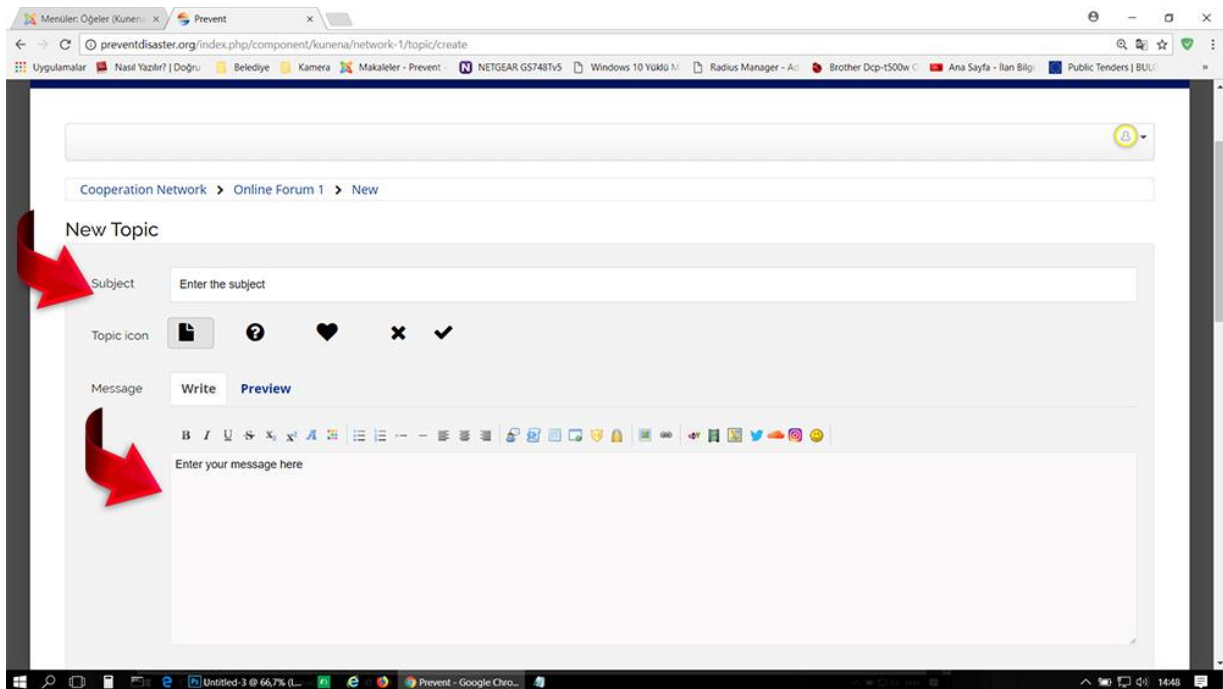 Menüler: Öğeler (Kunena Prevent
preventdisaster.org/index.php/component/kunena/network-1/topic/create
Uygulamalar Nasıl Yazılır? | Doğru Belediye Kamera Makaleler - Prevent - NETGEAR GS748Tv5 Windows 10 Yüklü M Radius Manager - Ad Brother Dcp-t500w C Ana Sayfa - İlan Bilgi Public Tenders | BULG
Cooperation Network > Online Forum 1 > New
New Topic
Subject Enter the subject
Topic icon
Message Write Preview
Enter your message here
Untitled-3 @ 66,7% (L... Prevent - Google Chro... 14:48